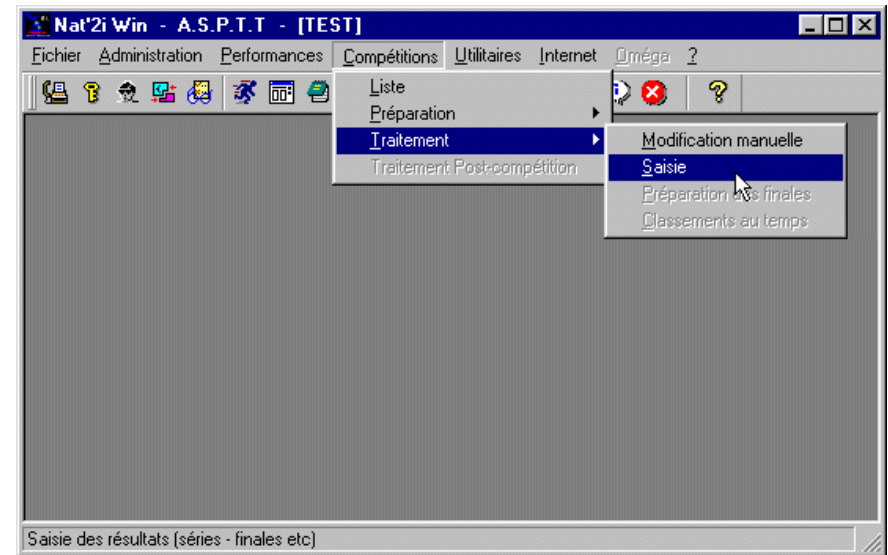 Nat'2i Win - A.S.P.T.T - [TEST]
Fichier Administration Performances Compétitions Utilitaires Internet Oméga ?
Liste
Préparation
Traitement
Traitement Post-compétition
Modification manuelle
Saisie
Préparation des finales
Classements au temps
Saisie des résultats (séries - finales etc)